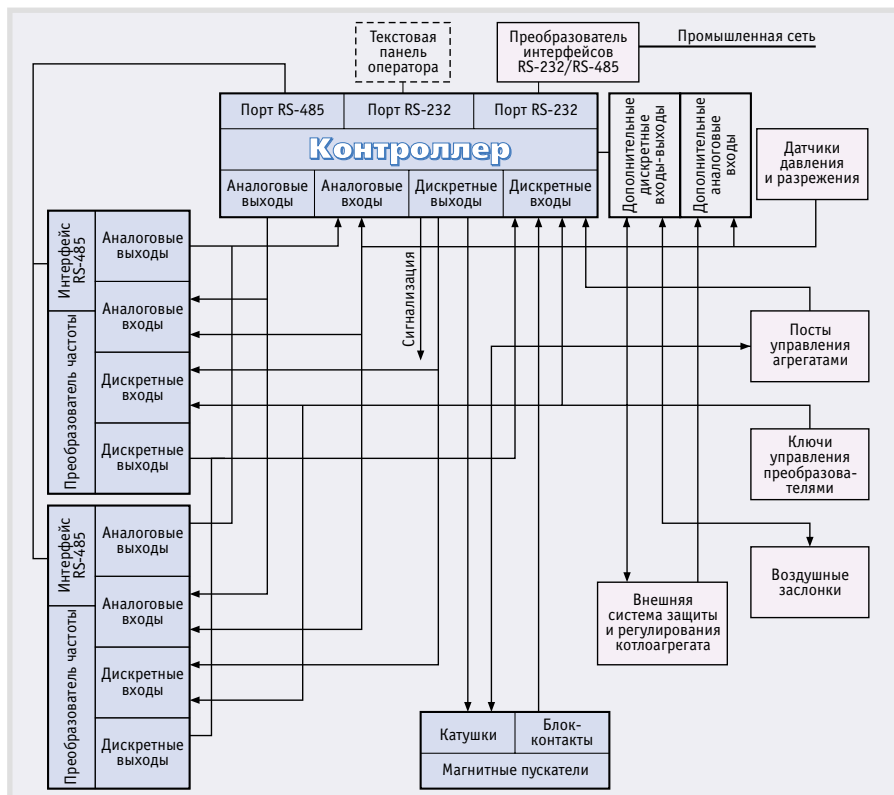 Текстовая
панель
оператора
Преобразователь
интерфейсов
RS-232/RS-485
Промышленная сеть
Порт RS-485
Порт RS-232
Порт RS-232
Контроллер
Аналоговые
выходы
Аналоговые
входы
Дискретные
выходы
Дискретные
входы
Дополнительные
дискретные
входы-выходы
Дополнительные
аналоговые
входы
Датчики
давления
и разрежения
Интерфейс
RS-485
Преобразователь частоты
Аналоговые
выходы
Аналоговые
входы
Дискретные
входы
Дискретные
выходы
Сигнализация
Посты
управления
агрегатами
Ключи
управления
преобразова-
телями
Интерфейс
RS-485
Преобразователь частоты
Аналоговые
выходы
Аналоговые
входы
Дискретные
входы
Дискретные
выходы
Воздушные
заслонки
Внешняя
система защиты
и регулирования
котлоагрегата
Катушки
Блок-
контакты
Магнитные пускатели